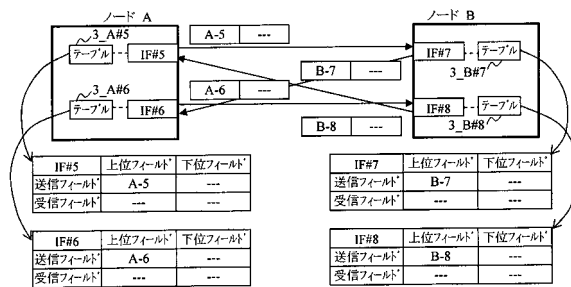 ノード A
ノード B
A-5 ---
テーブル IF#5
3_A#5
IF#7 テーブル
3_B#7
B-7 ---
3_A#6
A-6 ---
テーブル IF#6
IF#8 テーブル
3_B#8
B-8 ---
IF#5 上位フィールド 下位フィールド
送信フィールド A-5 ---
受信フィールド --- ---
IF#7 上位フィールド 下位フィールド
送信フィールド B-7 ---
受信フィールド --- ---
IF#6 上位フィールド 下位フィールド
送信フィールド A-6 ---
受信フィールド --- ---
IF#8 上位フィールド 下位フィールド
送信フィールド B-8 ---
受信フィールド --- ---